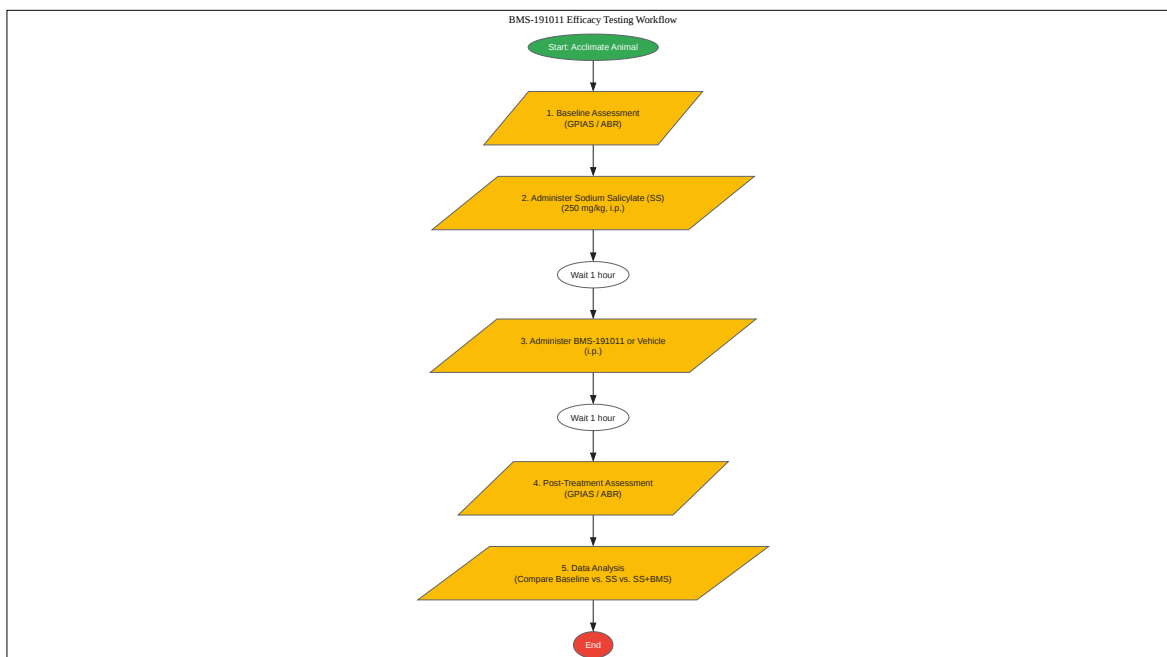 BMS-191011 Efficacy Testing Workflow
Start: Acclimate Animal
1. Baseline Assessment
(GPIAS / ABR)
2. Administer Sodium Salicylate (SS)
(250 mg/kg, i.p.)
Wait 1 hour
3. Administer BMS-191011 or Vehicle
(i.p.)
Wait 1 hour
4. Post-Treatment Assessment
(GPIAS / ABR)
5. Data Analysis
(Compare Baseline vs. SS vs. SS+BMS)
End